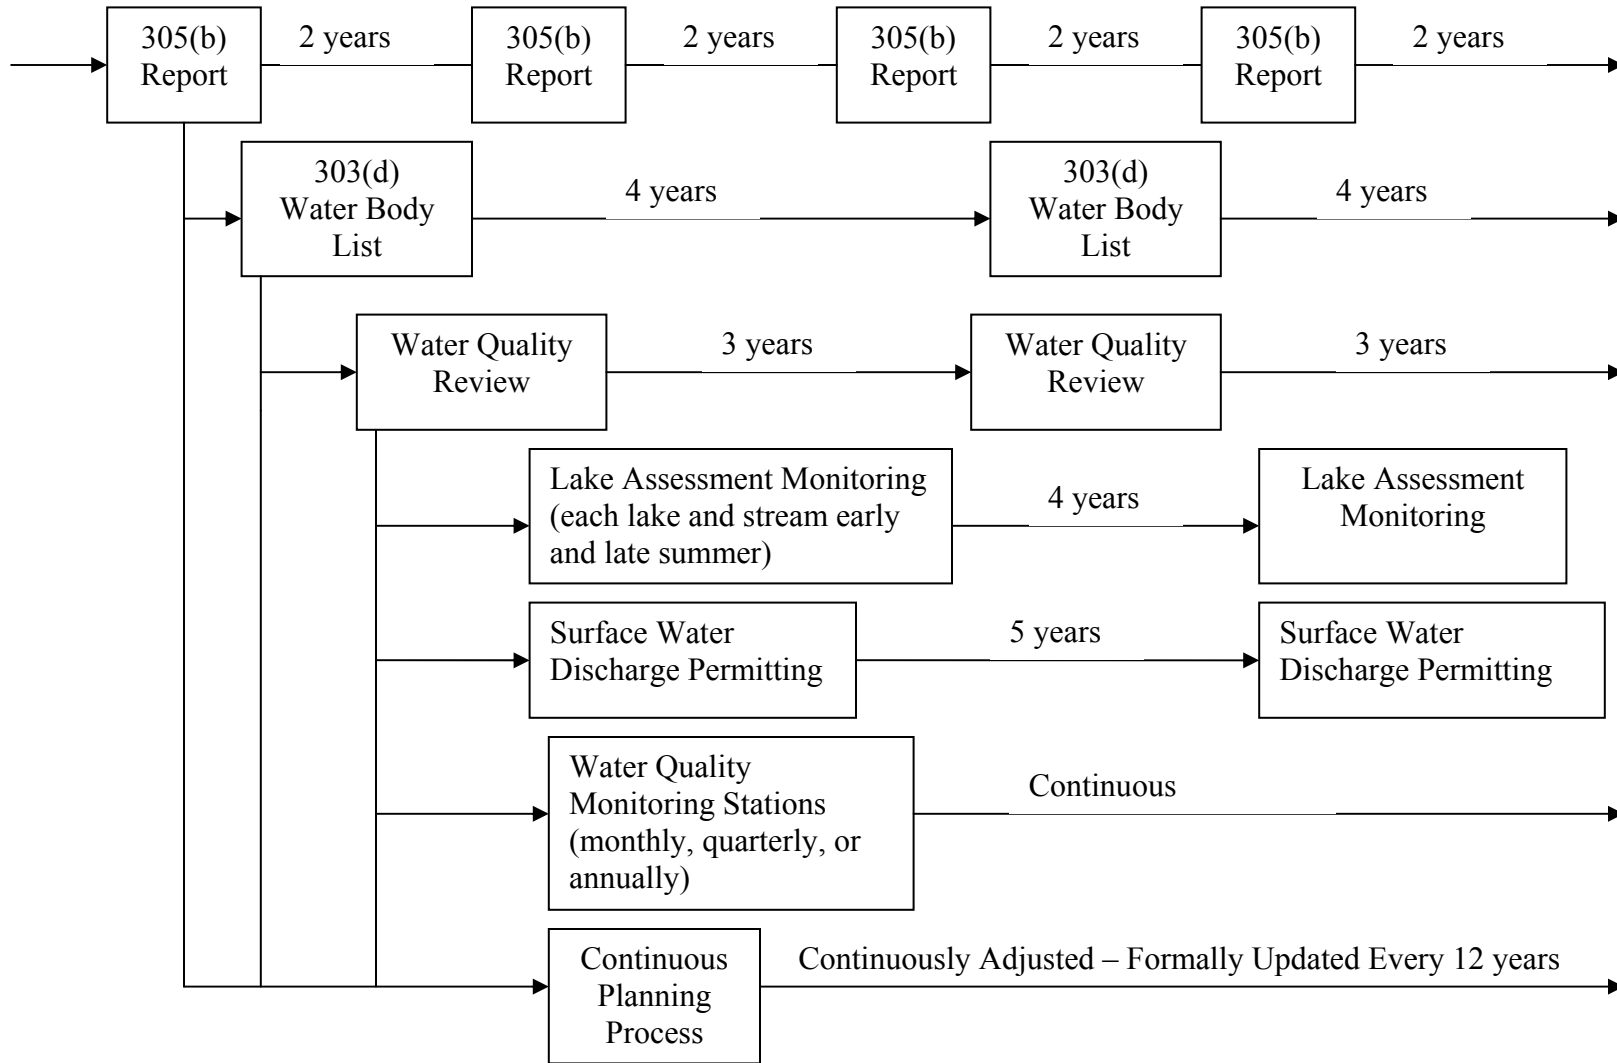 305(b)
Report
2 years
305(b)
Report
2 years
305(b)
Report
2 years
305(b)
Report
2 years
303(d)
Water Body
List
4 years
303(d)
Water Body
List
4 years
Water Quality
Review
3 years
Water Quality
Review
3 years
Lake Assessment Monitoring
(each lake and stream early
and late summer)
4 years
Lake Assessment
Monitoring
Surface Water
Discharge Permitting
5 years
Surface Water
Discharge Permitting
Water Quality
Monitoring Stations
(monthly, quarterly, or
annually)
Continuous
Continuous
Planning
Process
Continuously Adjusted – Formally Updated Every 12 years